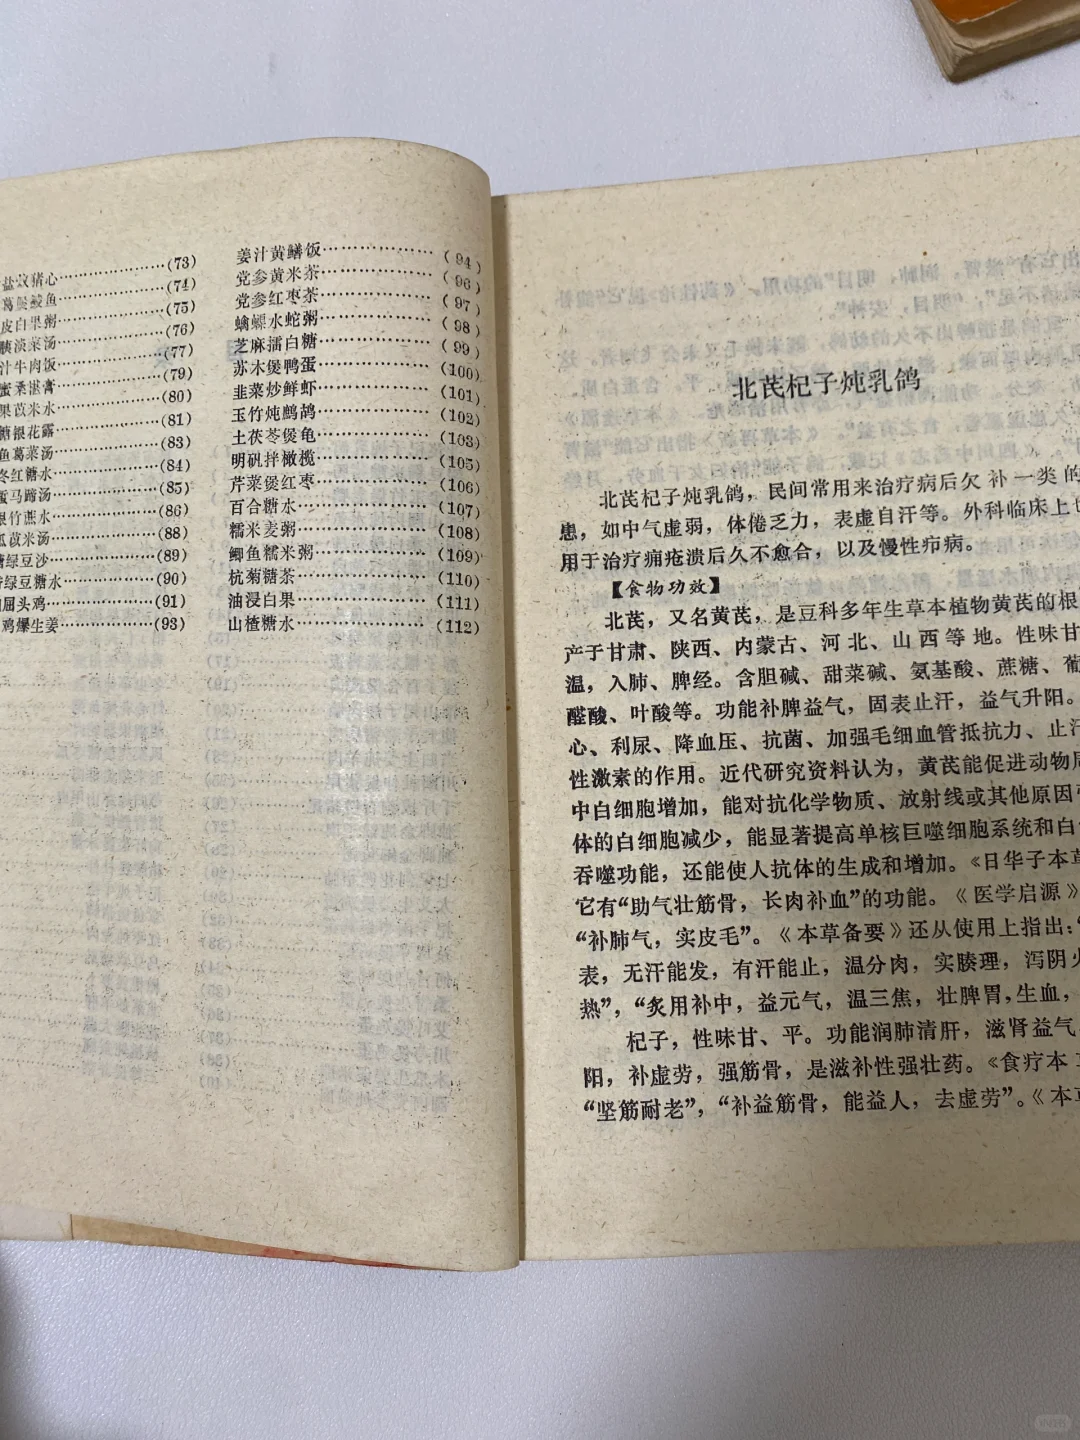 盐蚊猪心……………(73)
葛煲鲮鱼……………(74)
皮白果粥……………(75)
胰淡菜汤……………(76)
汁牛肉饭……………(77)
蜜桑湛膏……………(79)
果苡米水……………(80)
糖银花露……………(81)
鱼葛菜汤……………(83)
冬红糖水……………(84)
蛋马蹄汤……………(85)
根竹蔗水……………(86)
瓜苡米汤……………(88)
糖绿豆沙……………(89)
绿豆糖水……………(90)
屈头鸡……………(91)
鸡爆生姜……………(93)
姜汁黄鳝饭……………(94)
党参黄米茶……………(96)
党参红枣茶……………(97)
螭螵水蛇粥……………(98)
芝麻擂白糖……………(99)
苏木煲鸭蛋……………(100)
韭菜炒鲜虾……………(101)
玉竹炖鹧鸪……………(102)
土茯苓煲龟……………(103)
明矾拌橄榄……………(105)
芹菜煲红枣……………(106)
百合糖水……………(107)
糯米麦粥……………(108)
鲫鱼糯米粥……………(109)
杭菊糖茶……………(110)
油浸白果……………(111)
山楂糖水……………(112)
北芪杞子炖乳鸽
北芪杞子炖乳鸽，民间常用来治疗病后欠补一类的
患，如中气虚弱，体倦乏力，表虚自汗等。外科临床上也
用于治疗痈疮溃后久不愈合，以及慢性疖病。
【食物功效】
北芪，又名黄芪，是豆科多年生草本植物黄芪的根
产于甘肃、陕西、内蒙古、河北、山西等地。性味甘
温，入肺、脾经。含胆碱、甜菜碱、氨基酸、蔗糖、葡
醛酸、叶酸等。功能补脾益气，固表止汗，益气升阳。
心、利尿、降血压、抗菌、加强毛细血管抵抗力、止汗
性激素的作用。近代研究资料认为，黄芪能促进动物周
中白细胞增加，能对抗化学物质、放射线或其他原因引
体的白细胞减少，能显著提高单核巨噬细胞系统和白
吞噬功能，还能使人抗体的生成和增加。《日华子本草
它有“助气壮筋骨，长肉补血”的功能。《医学启源》
“补肺气，实皮毛”。《本草备要》还从使用上指出：“
表，无汗能发，有汗能止，温分肉，实腠理，泻阴火
热”，“炙用补中，益元气，温三焦，壮脾胃，生血，
杞子，性味甘、平。功能润肺清肝，滋肾益气
阳，补虚劳，强筋骨，是滋补性强壮药。《食疗本草
“坚筋耐老”，“补益筋骨，能益人，去虚劳”。《本草